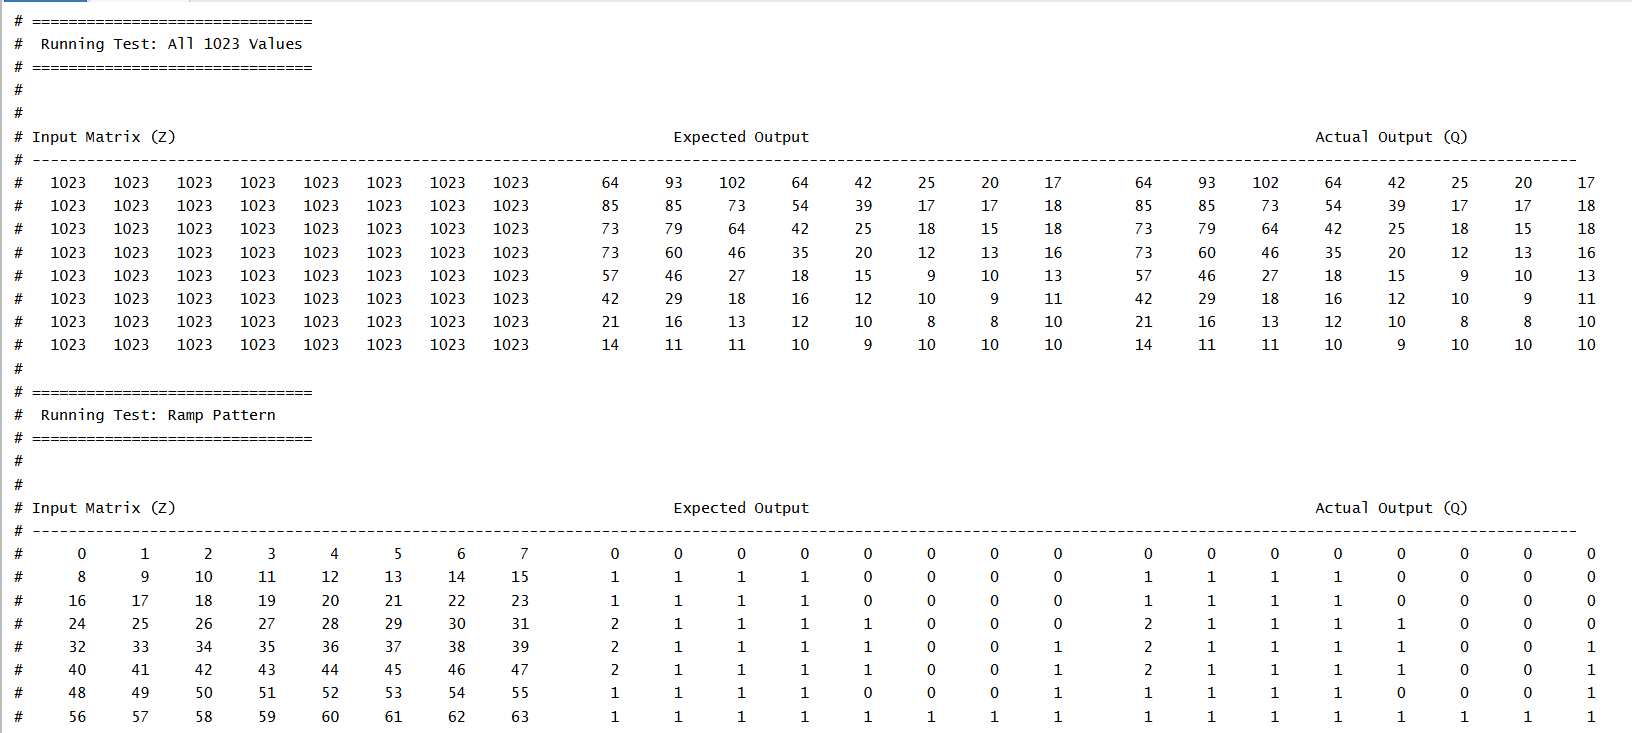 # ===============================
#  Running Test: All 1023 Values
# ===============================
#
#
# Input Matrix (Z) Expected Output Actual Output (Q)
# ---------------------------------------------------------------------------------------------------------------------------------------------------------------------------
# 1023 1023 1023 1023 1023 1023 1023 1023 64 93 102 64 42 25 20 17 64 93 102 64 42 25 20 17
# 1023 1023 1023 1023 1023 1023 1023 1023 85 85 73 54 39 17 17 18 85 85 73 54 39 17 17 18
# 1023 1023 1023 1023 1023 1023 1023 1023 73 79 64 42 25 18 15 18 73 79 64 42 25 18 15 18
# 1023 1023 1023 1023 1023 1023 1023 1023 73 60 46 35 20 12 13 16 73 60 46 35 20 12 13 16
# 1023 1023 1023 1023 1023 1023 1023 1023 57 46 27 18 15 9 10 13 57 46 27 18 15 9 10 13
# 1023 1023 1023 1023 1023 1023 1023 1023 42 29 18 16 12 10 9 11 42 29 18 16 12 10 9 11
# 1023 1023 1023 1023 1023 1023 1023 1023 21 16 13 12 10 8 8 10 21 16 13 12 10 8 8 10
# 1023 1023 1023 1023 1023 1023 1023 1023 14 11 11 10 9 10 10 10 14 11 11 10 9 10 10 10
#
# ===============================
#  Running Test: Ramp Pattern
# ===============================
#
#
# Input Matrix (Z) Expected Output Actual Output (Q)
# ---------------------------------------------------------------------------------------------------------------------------------------------------------------------------
# 0 1 2 3 4 5 6 7 0 0 0 0 0 0 0 0 0 0 0 0 0 0 0 0
# 8 9 10 11 12 13 14 15 1 1 1 1 0 0 0 0 1 1 1 1 0 0 0 0
# 16 17 18 19 20 21 22 23 1 1 1 1 0 0 0 0 1 1 1 1 0 0 0 0
# 24 25 26 27 28 29 30 31 2 1 1 1 1 0 0 0 2 1 1 1 1 0 0 0
# 32 33 34 35 36 37 38 39 2 1 1 1 1 0 0 1 2 1 1 1 1 0 0 1
# 40 41 42 43 44 45 46 47 2 1 1 1 1 0 0 1 2 1 1 1 1 0 0 1
# 48 49 50 51 52 53 54 55 1 1 1 1 0 0 0 1 1 1 1 1 0 0 0 1
# 56 57 58 59 60 61 62 63 1 1 1 1 1 1 1 1 1 1 1 1 1 1 1 1